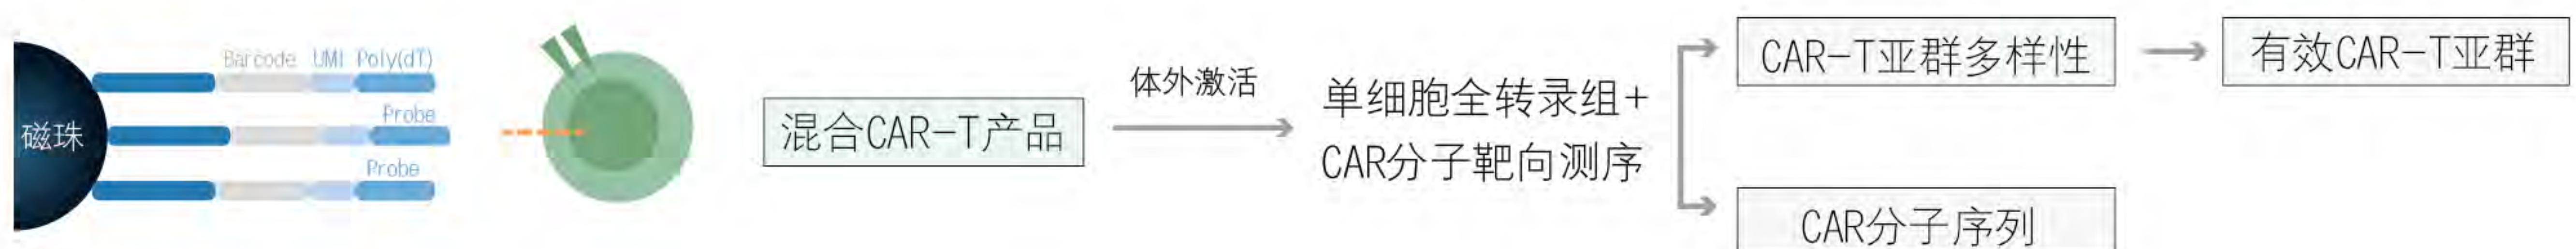 Barcode UMI Poly(dT)
磁珠
Probe
Probe
混合CAR-T产品
体外激活
单细胞全转录组+
CAR分子靶向测序
CAR-T亚群多样性
有效CAR-T亚群
CAR分子序列